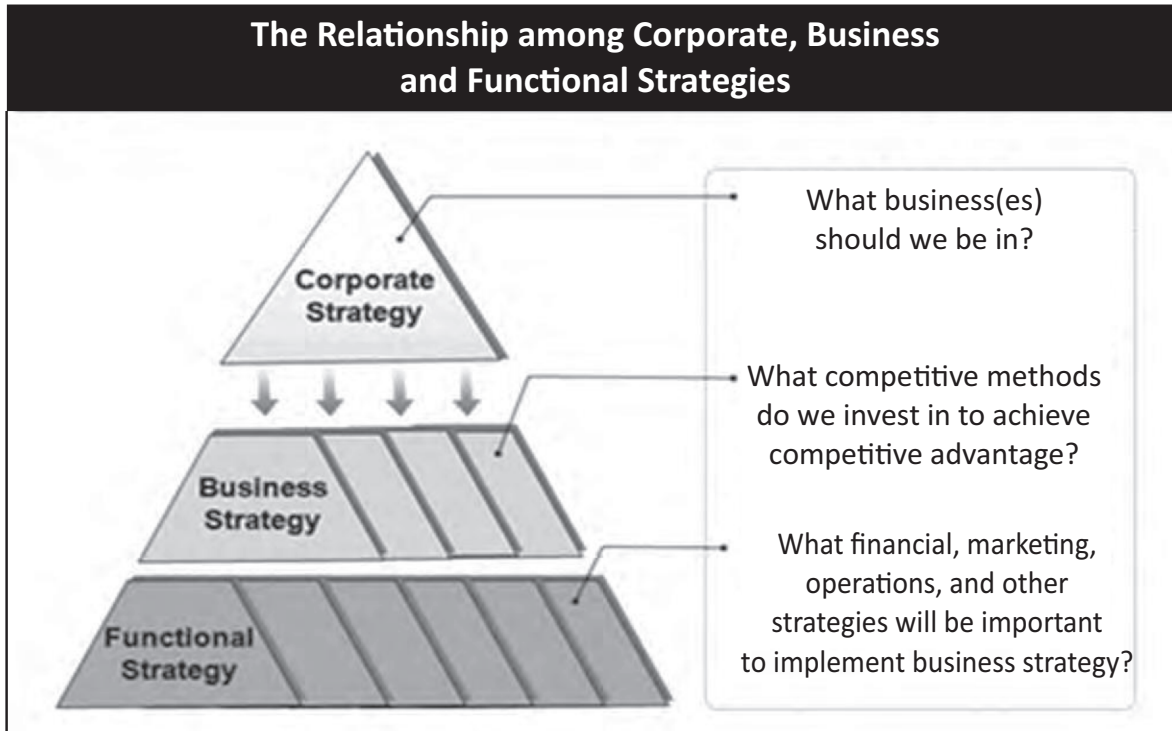 The Relationship among Corporate, Business
and Functional Strategies
Corporate
Strategy
What business(es)
should we be in?
Business
Strategy
What competitive methods
do we invest in to achieve
competitive advantage?
Functional
Strategy
What financial, marketing,
operations, and other
strategies will be important
to implement business strategy?